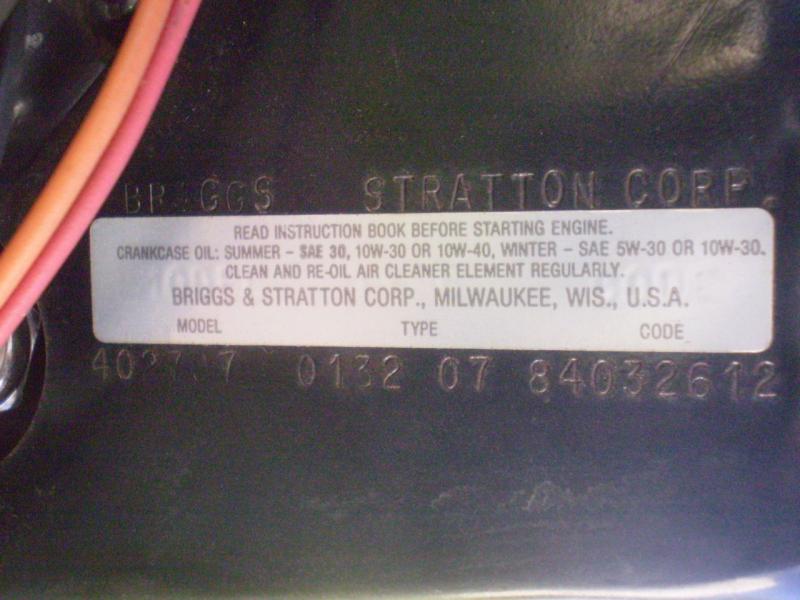 BRIGGS STRATTON CORP.
READ INSTRUCTION BOOK BEFORE STARTING ENGINE.
CRANKCASE OIL: SUMMER – SAE 30, 10W-30 OR 10W-40, WINTER – SAE 5W-30 OR 10W-30.
CLEAN AND RE-OIL AIR CLEANER ELEMENT REGULARLY.
BRIGGS & STRATTON CORP., MILWAUKEE, WIS., U.S.A.
MODEL TYPE CODE
0132 07 84032612